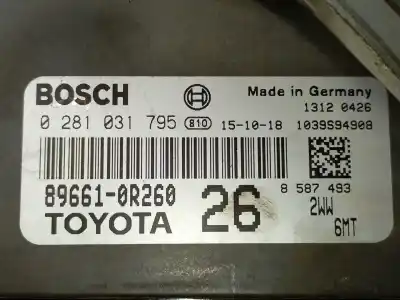 BOSCH
Made in Germany
1312 0426
0 281 031 795 810 15-10-18 1039S94908
8 587 493
89661-0R260
26
2WW
TOYOTA
6MT